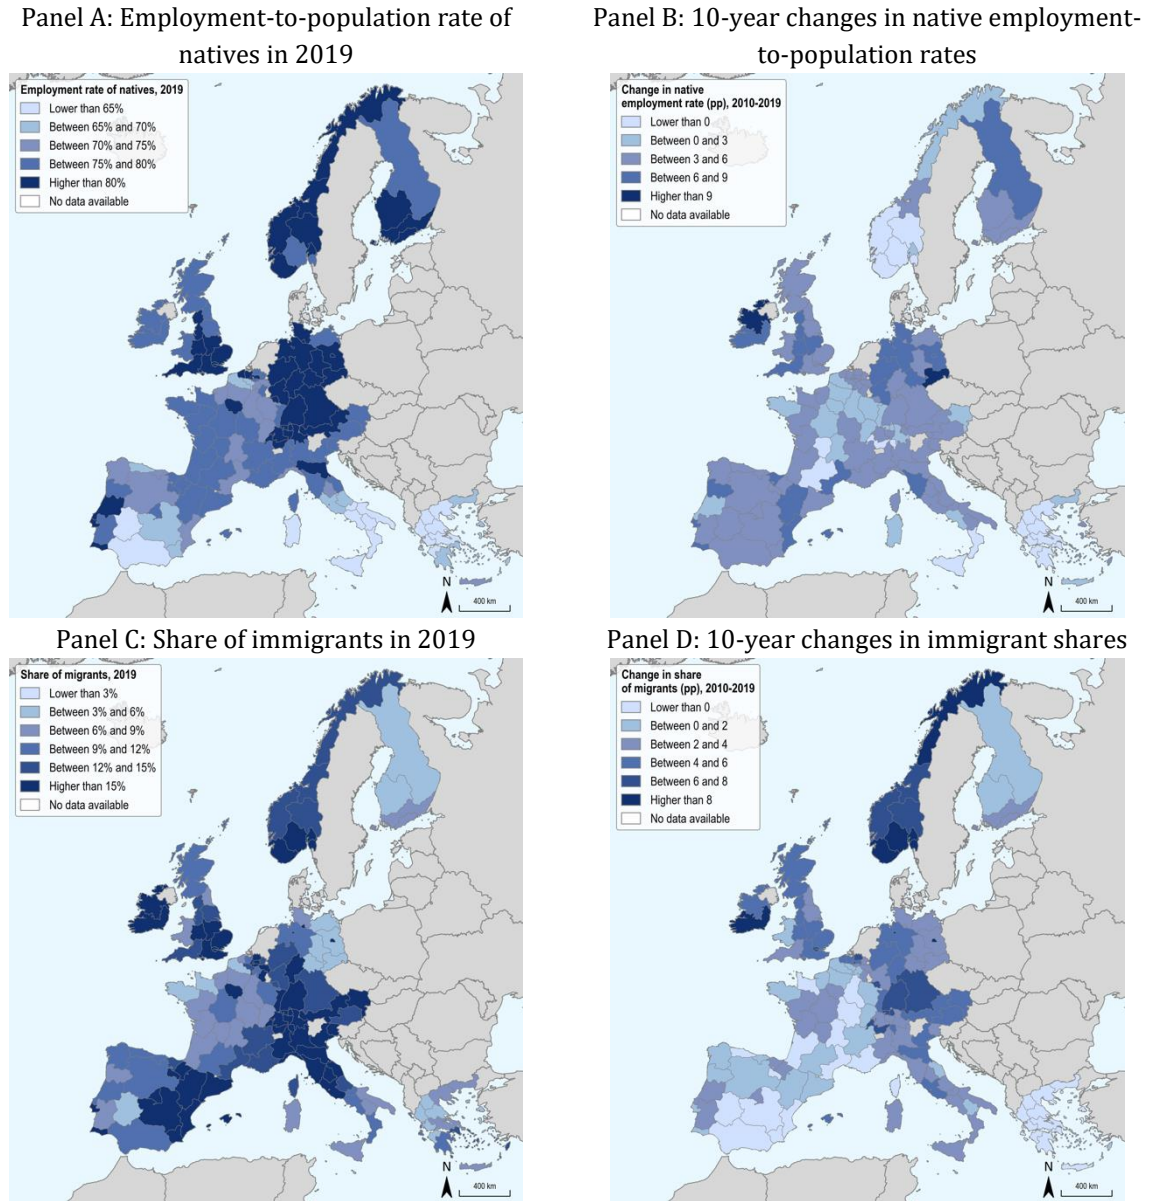 Panel A: Employment-to-population rate of
natives in 2019
Employment rate of natives, 2019
Lower than 65%
Between 65% and 70%
Between 70% and 75%
Between 75% and 80%
Higher than 80%
No data available
N
400 km
Panel B: 10-year changes in native employment-
to-population rates
Change in native
employment rate (pp), 2010-2019
Lower than 0
Between 0 and 3
Between 3 and 6
Between 6 and 9
Higher than 9
No data available
N
400 km
Panel C: Share of immigrants in 2019
Share of migrants, 2019
Lower than 3%
Between 3% and 6%
Between 6% and 9%
Between 9% and 12%
Between 12% and 15%
Higher than 15%
No data available
N
400 km
Panel D: 10-year changes in immigrant shares
Change in share
of migrants (pp), 2010-2019
Lower than 0
Between 0 and 2
Between 2 and 4
Between 4 and 6
Between 6 and 8
Higher than 8
No data available
N
400 km